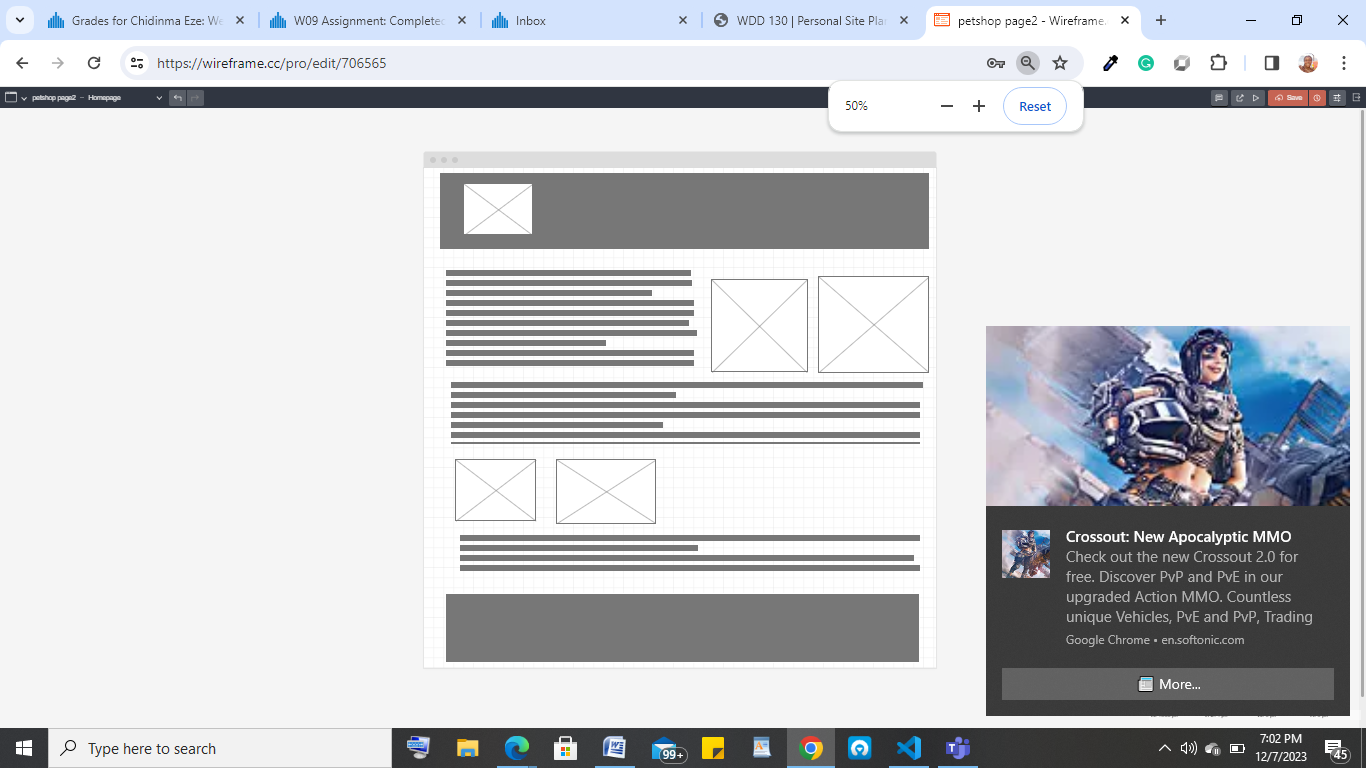 Grades for Chidinma Eze: We
W09 Assignment: Completed
Inbox
WDD 130 | Personal Site Plan
petshop page2 - Wireframe.
https://wireframe.cc/pro/edit/706565
50%
Reset
petshop page2 – Homepage
Save
Crossout: New Apocalyptic MMO
Check out the new Crossout 2.0 for
free. Discover PvP and PvE in our
upgraded Action MMO. Countless
unique Vehicles, PvE and PvP, Trading
Google Chrome • en.softonic.com
More...
Type here to search
99+
7:02 PM
12/7/2023
45